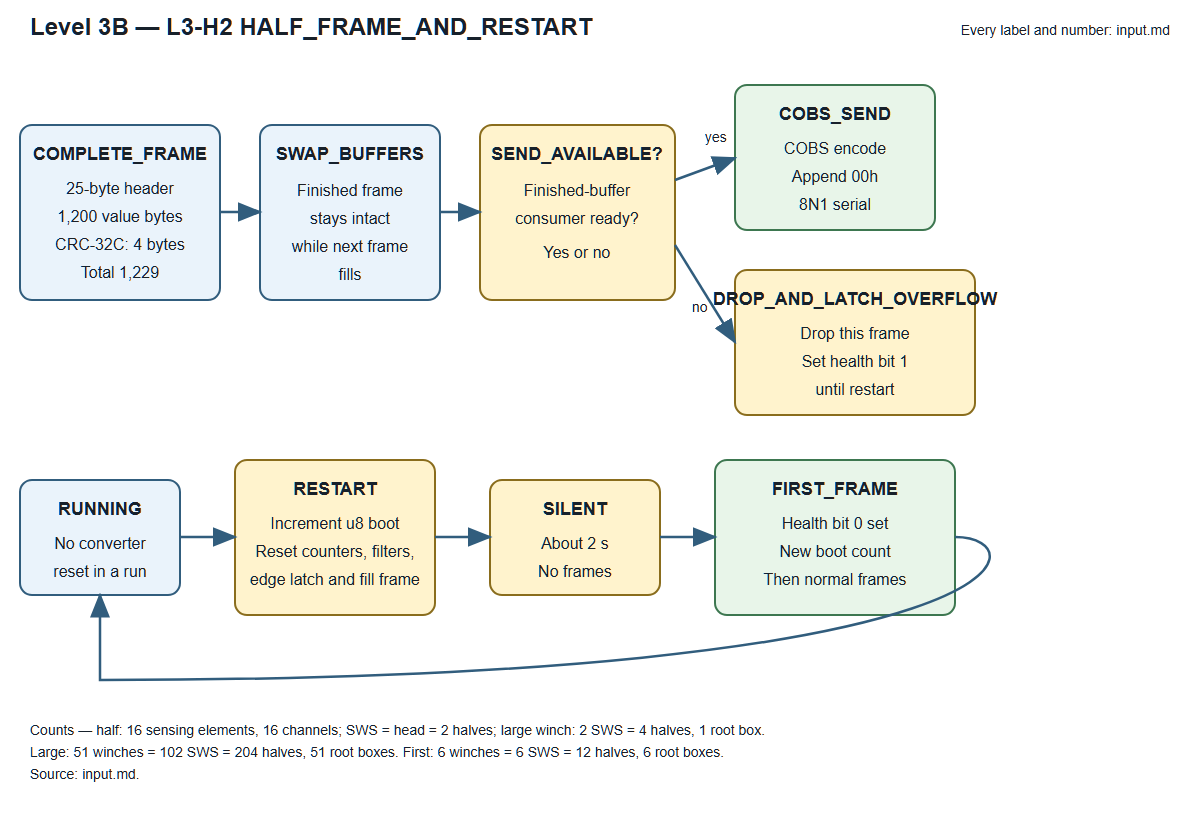 Level 3B — L3-H2 HALF_FRAME_AND_RESTART
Every label and number: input.md
COMPLETE_FRAME
25-byte header
1,200 value bytes
CRC-32C: 4 bytes
Total 1,229
SWAP_BUFFERS
Finished frame
stays intact
while next frame
fills
SEND_AVAILABLE?
Finished-buffer
consumer ready?
Yes or no
yes
COBS_SEND
COBS encode
Append 00h
8N1 serial
no
DROP_AND_LATCH_OVERFLOW
Drop this frame
Set health bit 1
until restart
RUNNING
No converter
reset in a run
RESTART
Increment u8 boot
Reset counters, filters,
edge latch and fill frame
SILENT
About 2 s
No frames
FIRST_FRAME
Health bit 0 set
New boot count
Then normal frames
Counts — half: 16 sensing elements, 16 channels; SWS = head = 2 halves; large winch: 2 SWS = 4 halves, 1 root box.
Large: 51 winches = 102 SWS = 204 halves, 51 root boxes. First: 6 winches = 6 SWS = 12 halves, 6 root boxes.
Source: input.md.